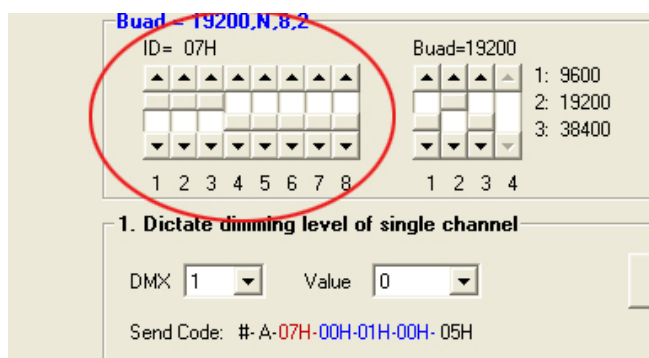 Buad = 19200,N,8,2
ID= 07H
Buad=19200
1: 9600
2: 19200
3: 38400
1 2 3 4 5 6 7 8
1 2 3 4
1. Dictate dimming level of single channel
DMX 1 Value 0
Send Code: #- A-07H-00H-01H-00H- 05H